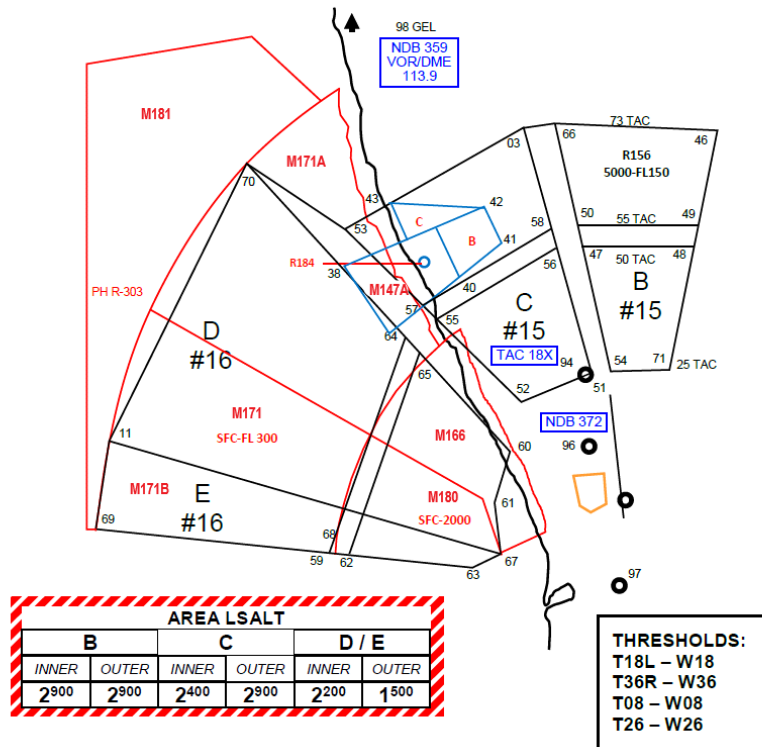 98 GEL
NDB 359
VOR/DME
113.9
M181
M171A
73 TAC
03
66
46
R156
5000-FL150
70
43
42
53
C
58
50
55 TAC
49
41
B
56
47
48
R184
38
50 TAC
PH R-303
M147A
40
B
57
C
#15
D
55
#15
#16
64
TAC 18X
94
54
71
25 TAC
65
52
51
M171
M166
NDB 372
SFC-FL 300
96
60
11
M171B
M180
61
E
SFC-2000
#16
69
68
59
62
67
63
97
AREA LSALT
B C D / E
INNER OUTER INNER OUTER INNER OUTER
2900 2900 2400 2900 2200 1500
THRESHOLDS:
T18L – W18
T36R – W36
T08 – W08
T26 – W26